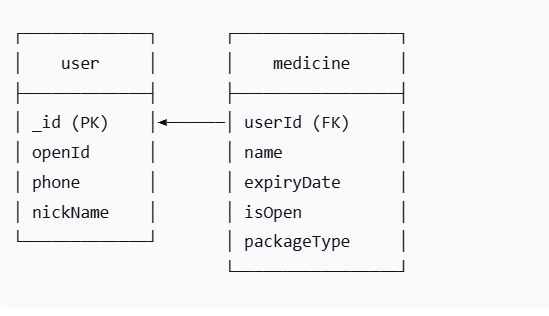 user medicine
_id (PK) userId (FK)
openId name
phone expiryDate
nickName isOpen
packageType